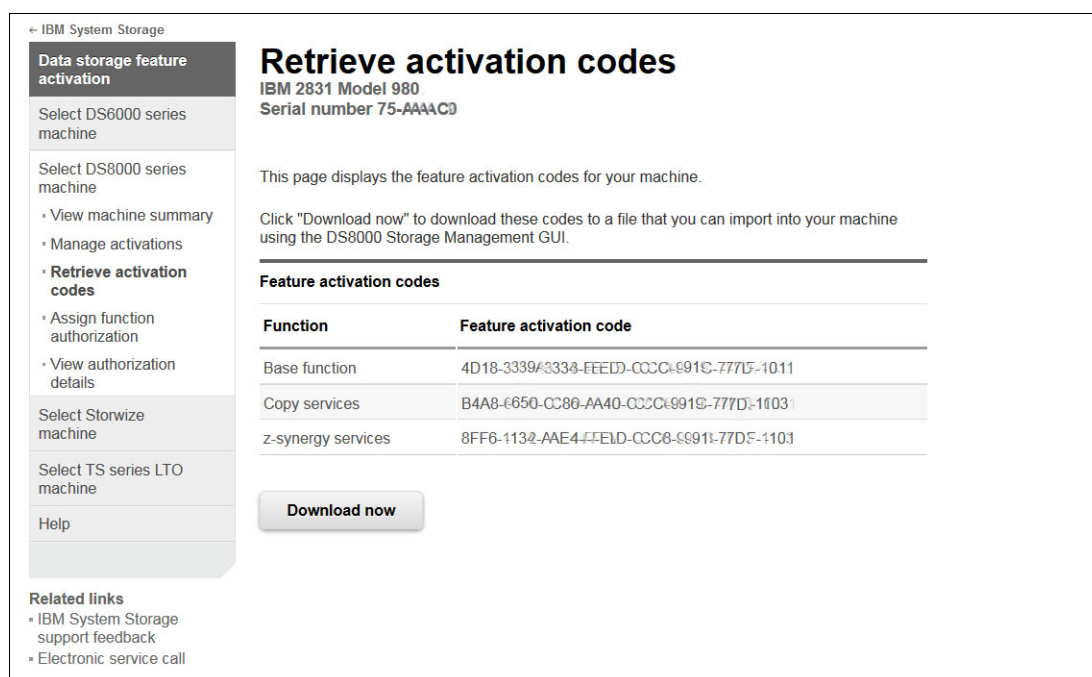 ← IBM System Storage
Data storage feature
activation
Select DS6000 series
machine
Select DS8000 series
machine
View machine summary
Manage activations
Retrieve activation
codes
Assign function
authorization
View authorization
details
Select Storwize
machine
Select TS series LTO
machine
Help
Related links
IBM System Storage
support feedback
Electronic service call
Retrieve activation codes
IBM 2831 Model 980
Serial number
This page displays the feature activation codes for your machine.
Click "Download now" to download these codes to a file that you can import into your machine
using the DS8000 Storage Management GUI.
Feature activation codes
Function Feature activation code
Base function
Copy services
z-synergy services
Download now